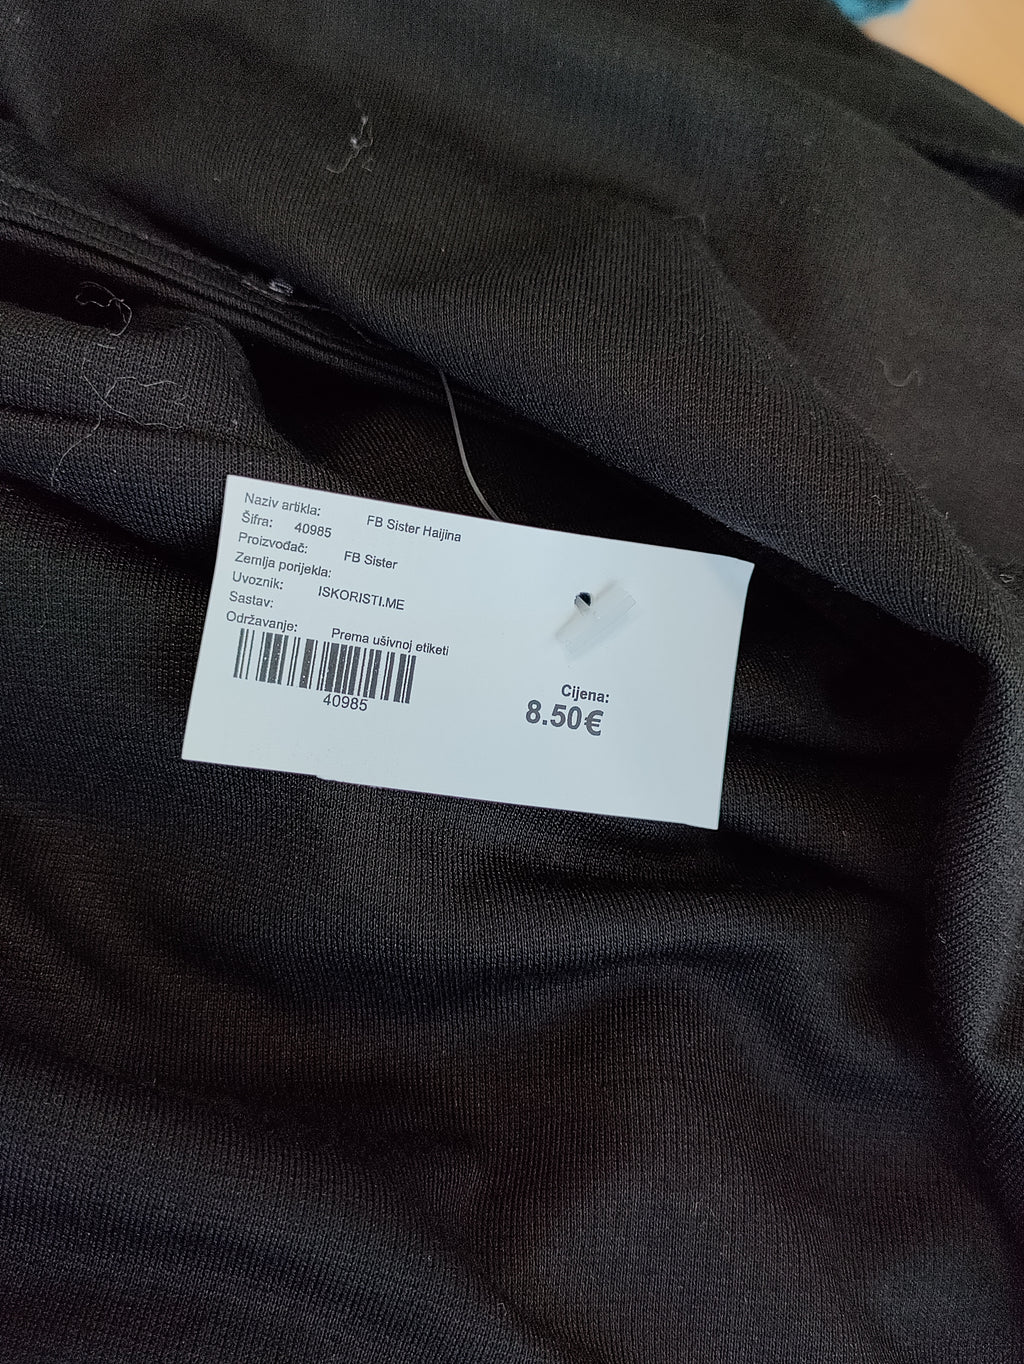 Naziv artikla: FB Sister Haljina
Šifra: 40985
Proizvođač: FB Sister
Zemlja porijekla:
Uvoznik: ISKORISTI.ME
Sastav:
Održavanje: Prema ušivnoj etiketi
40985
Cijena:
8.50€